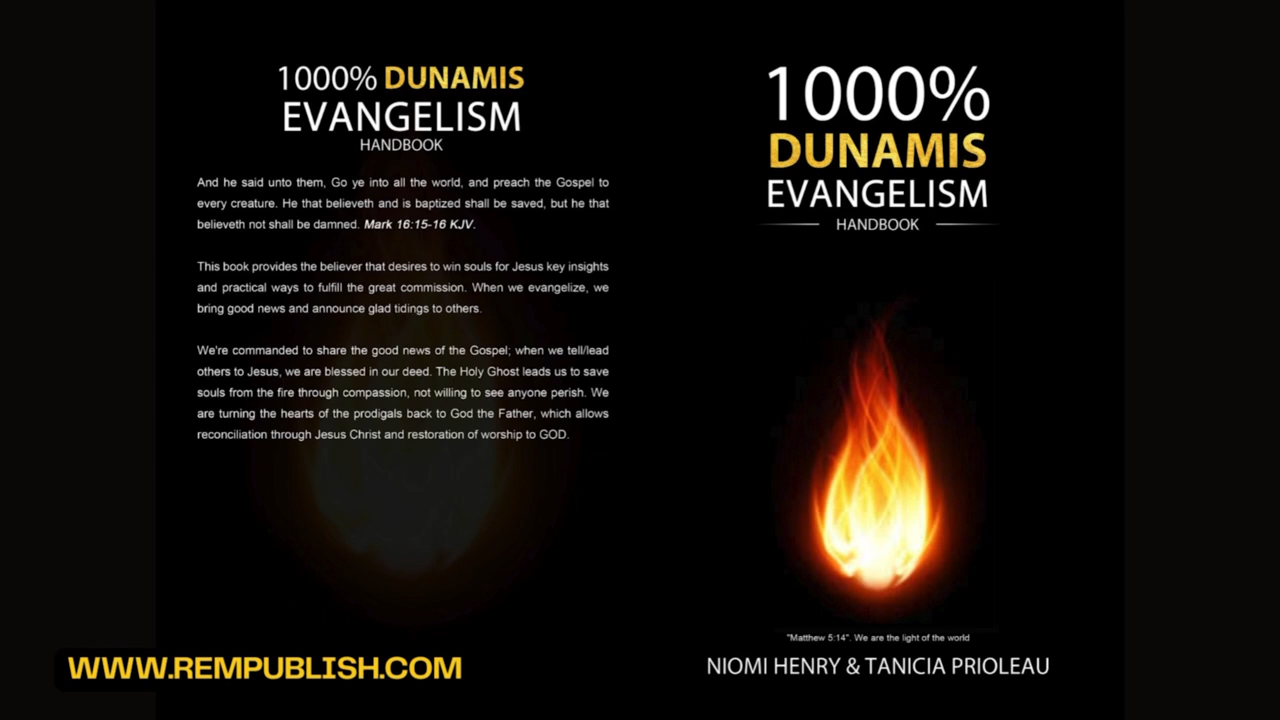 1000% DUNAMIS
EVANGELISM
HANDBOOK
And he said unto them, Go ye into all the world, and preach the Gospel to
every creature. He that believeth and is baptized shall be saved, but he that
believeth not shall be damned. Mark 16:15-16 KJV.
This book provides the believer that desires to win souls for Jesus key insights
and practical ways to fulfill the great commission. When we evangelize, we
bring good news and announce glad tidings to others.
We're commanded to share the good news of the Gospel; when we tell/lead
others to Jesus, we are blessed in our deed. The Holy Ghost leads us to save
souls from the fire through compassion, not willing to see anyone perish. We
are turning the hearts of the prodigals back to God the Father, which allows
reconciliation through Jesus Christ and restoration of worship to GOD.
WWW.REMPUBLISH.COM
1000%
DUNAMIS
EVANGELISM
HANDBOOK
"Matthew 5:14". We are the light of the world
NIOMI HENRY & TANICIA PRIOLEAU